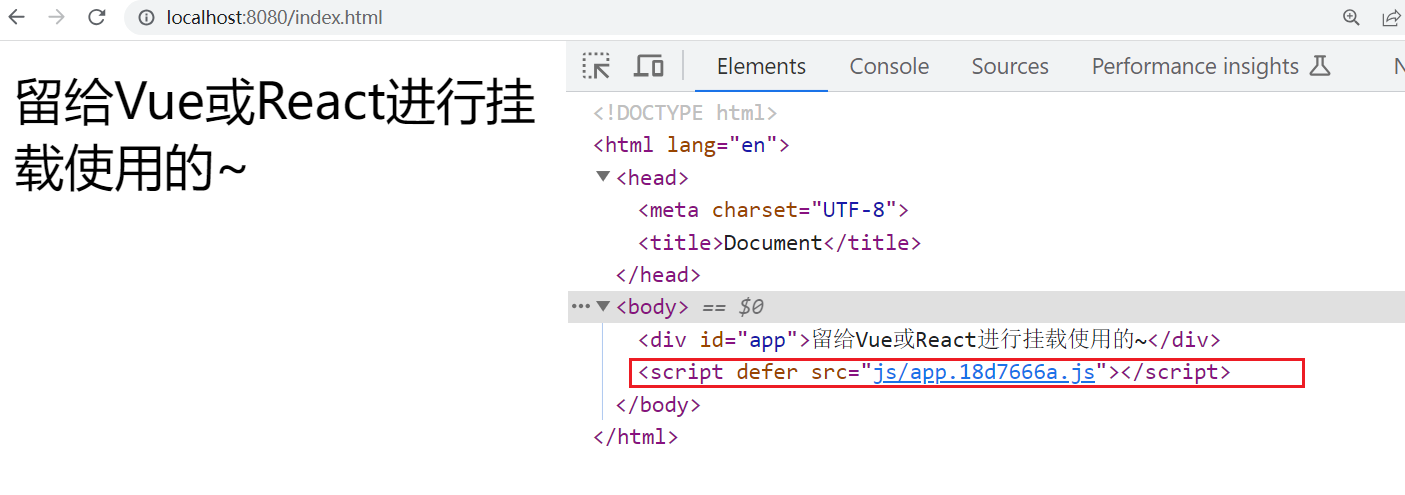 localhost:8080/index.html
留给Vue或React进行挂
载使用的~
Elements Console Sources Performance insights N
<!DOCTYPE html>
<html lang="en">
<head>
<meta charset="UTF-8">
<title>Document</title>
</head>
<body> == $0
<div id="app">留给Vue或React进行挂载使用的~</div>
<script defer src="js/app.18d7666a.js"></script>
</body>
</html>